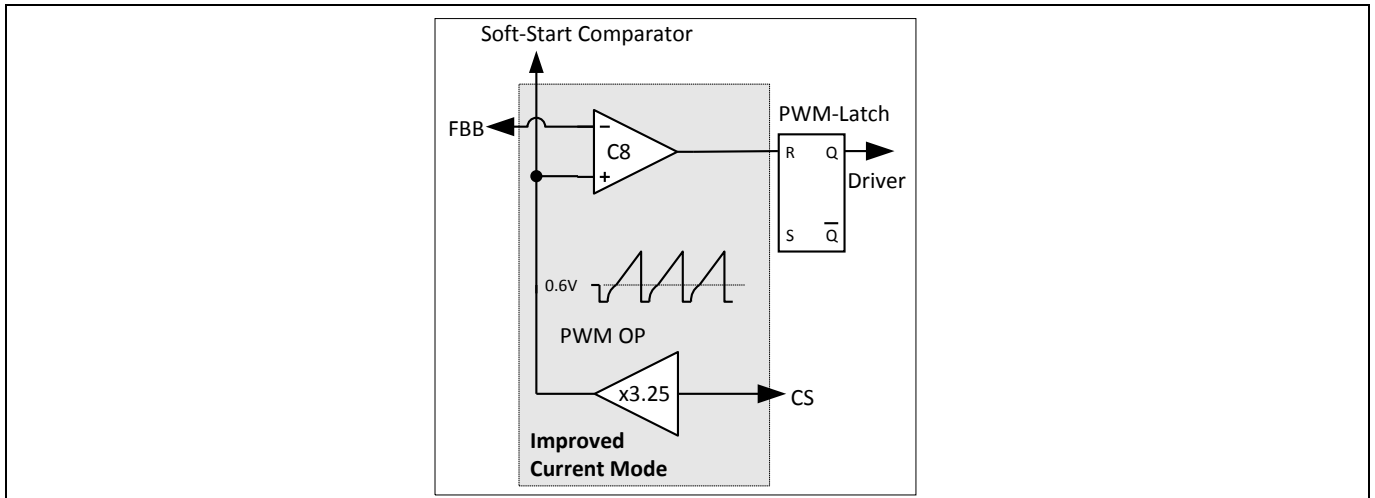 Soft-Start Comparator
FBB
−
C8
+
PWM-Latch
R Q
Driver
S Q̅
0.6V
PWM OP
x3.25
CS
Improved
Current Mode